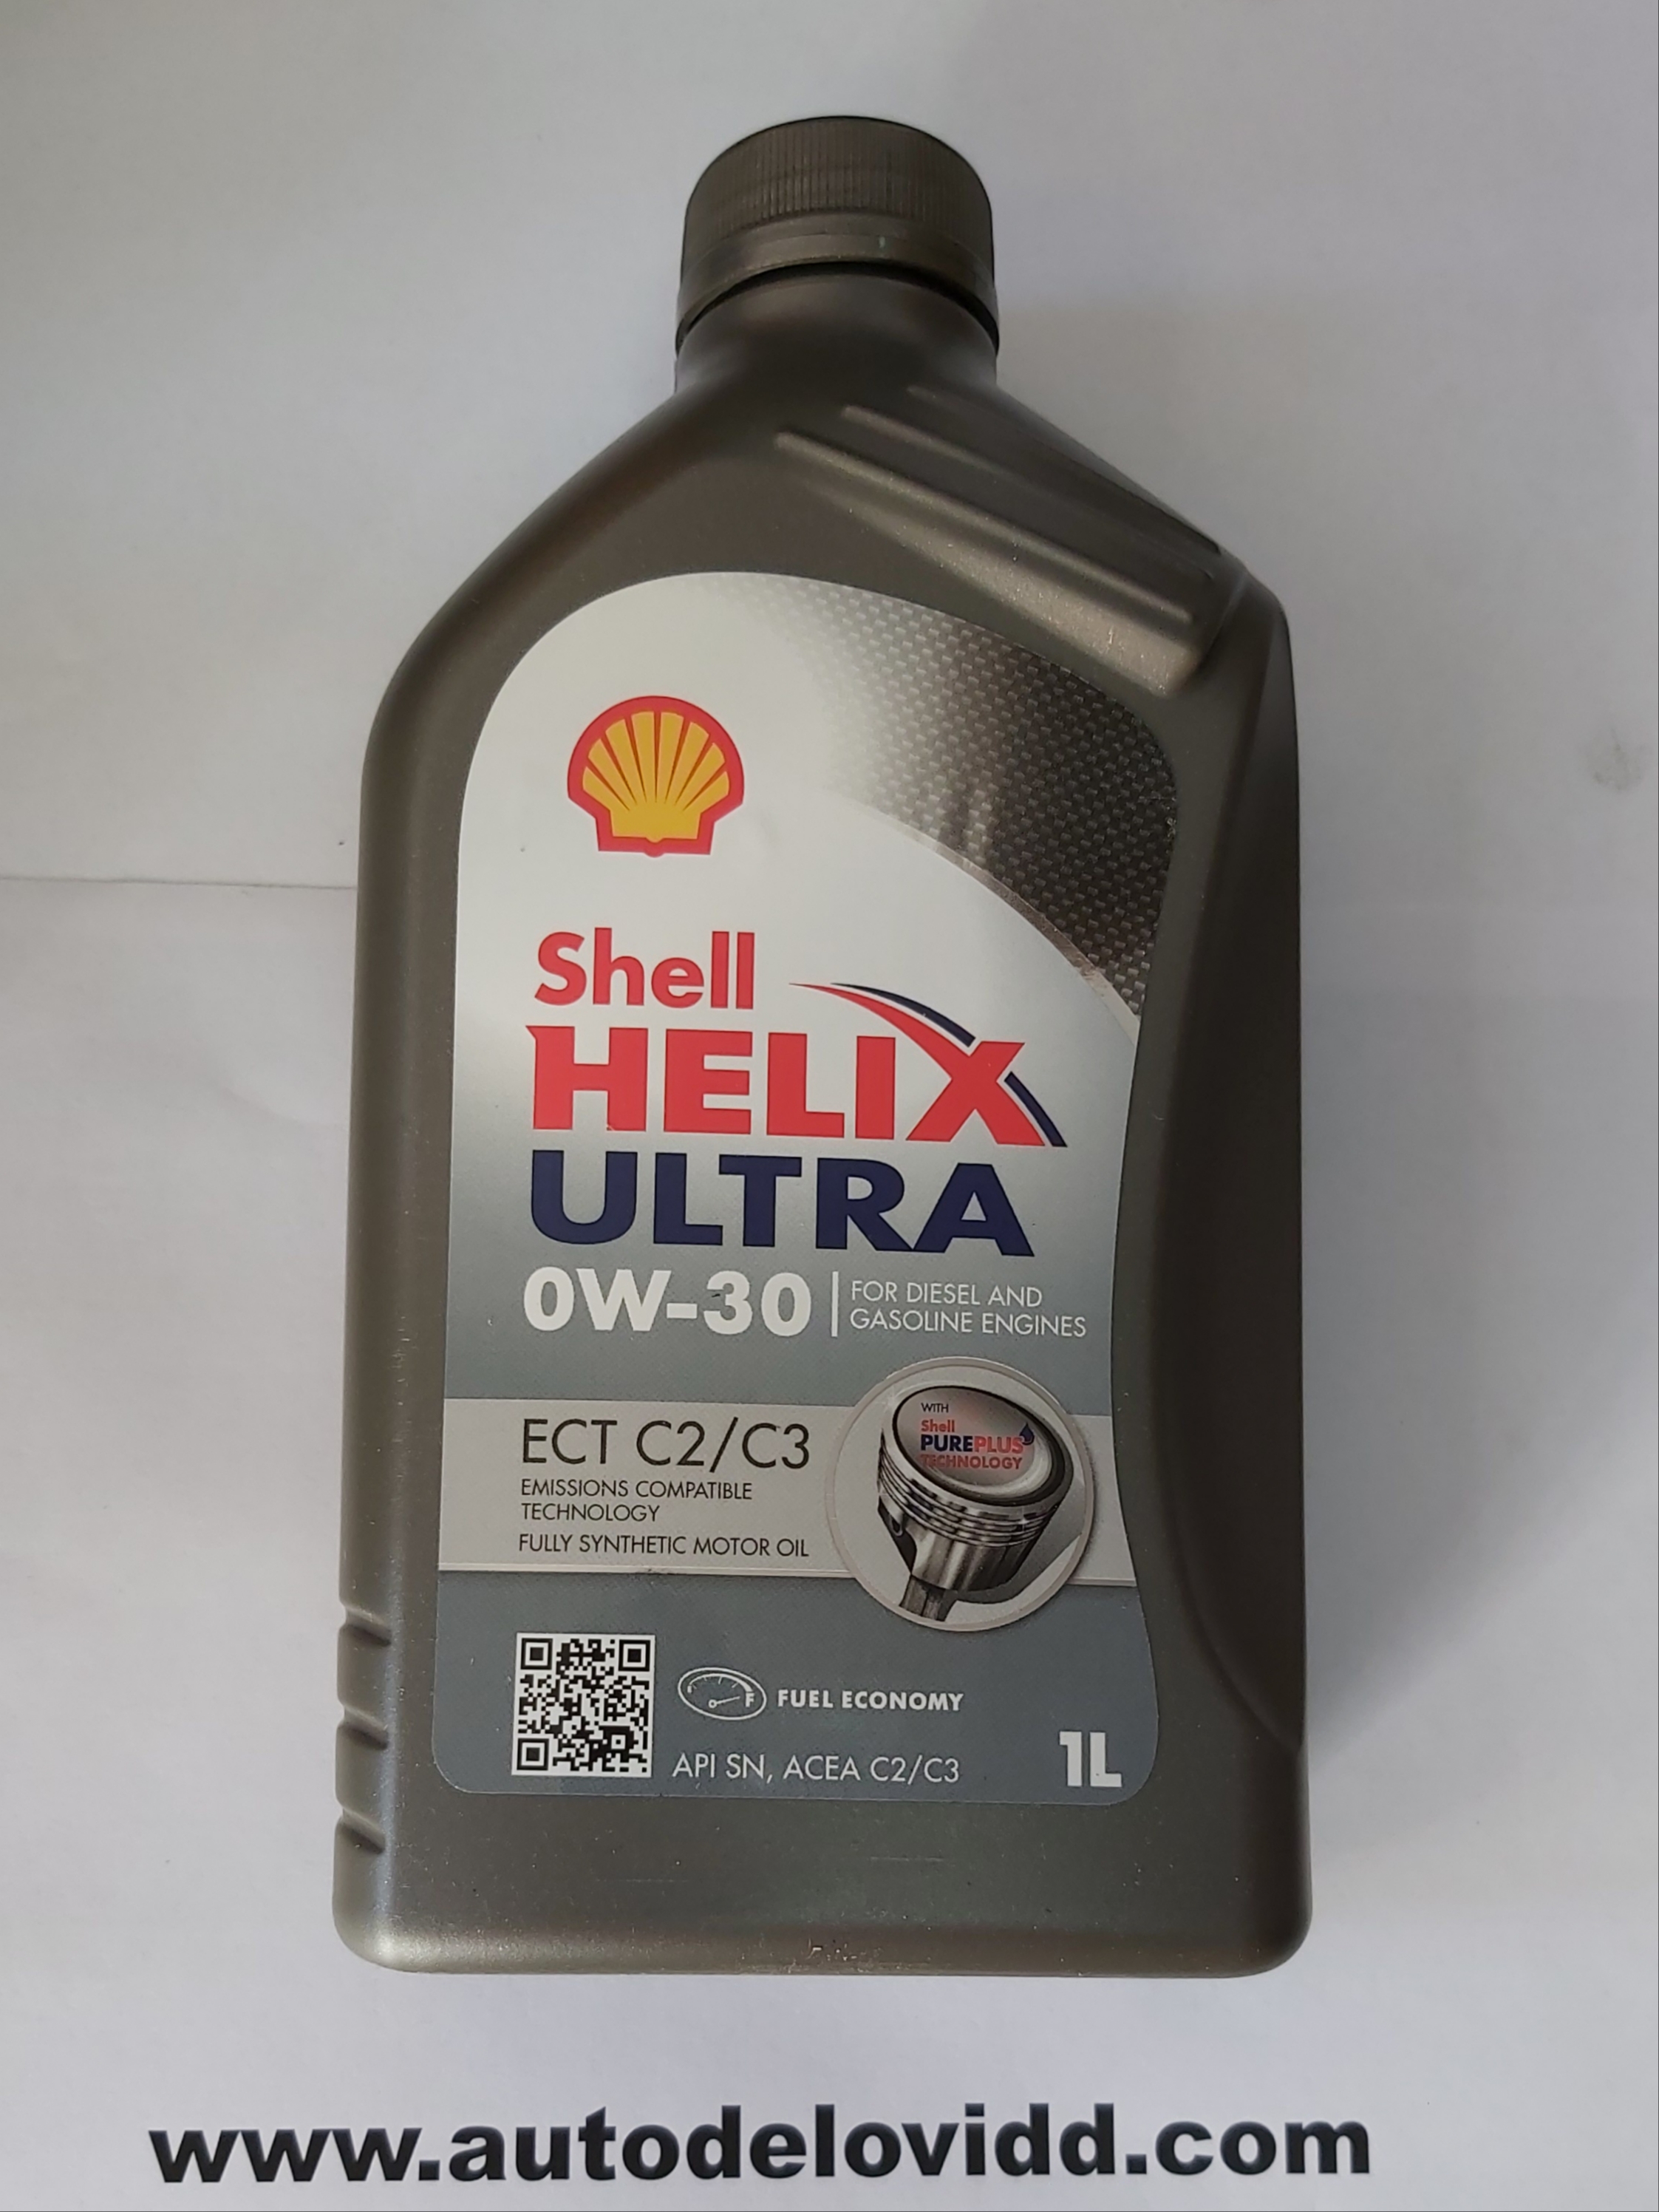 Shell
HELIX
ULTRA
0W-30
FOR DIESEL AND
GASOLINE ENGINES
ECT C2/C3
EMISSIONS COMPATIBLE
TECHNOLOGY
FULLY SYNTHETIC MOTOR OIL
WITH
Shell
PUREPLUS
TECHNOLOGY
F
FUEL ECONOMY
API SN, ACEA C2/C3
1L
www.autodelovidd.com